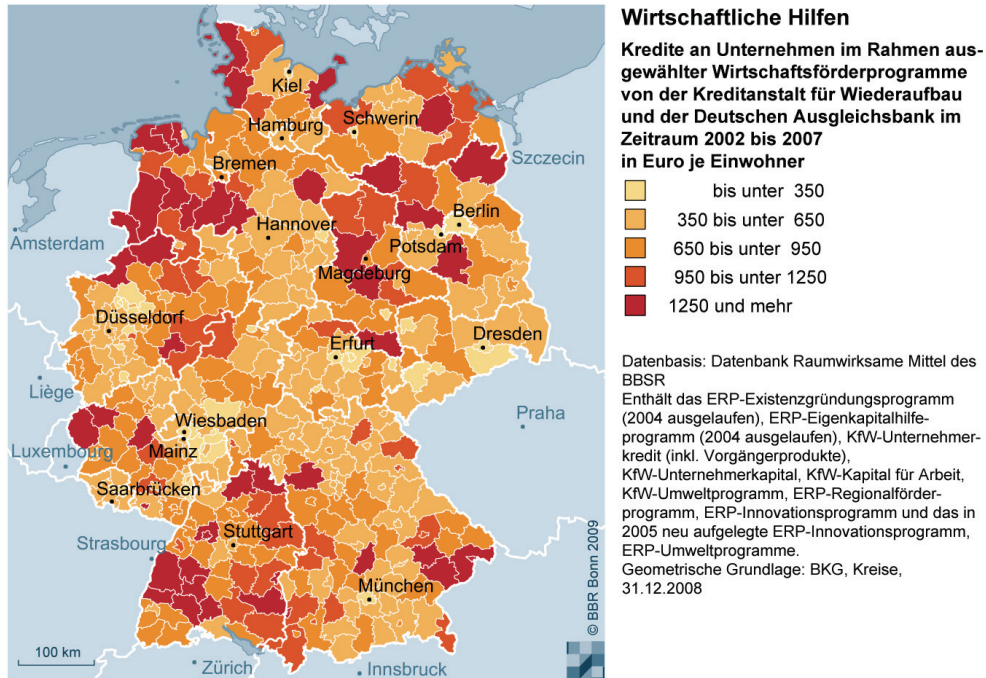 Wirtschaftliche Hilfen
Kredite an Unternehmen im Rahmen aus-
gewählter Wirtschaftsförderprogramme
von der Kreditanstalt für Wiederaufbau
und der Deutschen Ausgleichsbank im
Zeitraum 2002 bis 2007
in Euro je Einwohner
bis unter 350
350 bis unter 650
650 bis unter 950
950 bis unter 1250
1250 und mehr
Datenbasis: Datenbank Raumwirksame Mittel des
BBSR
Enthält das ERP-Existenzgründungsprogramm
(2004 ausgelaufen), ERP-Eigenkapitalhilfe-
programm (2004 ausgelaufen), KfW-Unternehmer-
kredit (inkl. Vorgängerprodukte),
KfW-Unternehmerkapital, KfW-Kapital für Arbeit,
KfW-Umweltprogramm, ERP-Regionalförder-
programm, ERP-Innovationsprogramm und das in
2005 neu aufgelegte ERP-Innovationsprogramm,
ERP-Umweltprogramme.
Geometrische Grundlage: BKG, Kreise,
31.12.2008
Kiel
Hamburg
Schwerin
Szczecin
Bremen
Berlin
Hannover
Amsterdam
Potsdam
Magdeburg
Düsseldorf
Dresden
Erfurt
Liège
Wiesbaden
Praha
Mainz
Luxembourg
Saarbrücken
Stuttgart
Strasbourg
München
Zürich
Innsbruck
100 km
© BBR Bonn 2009